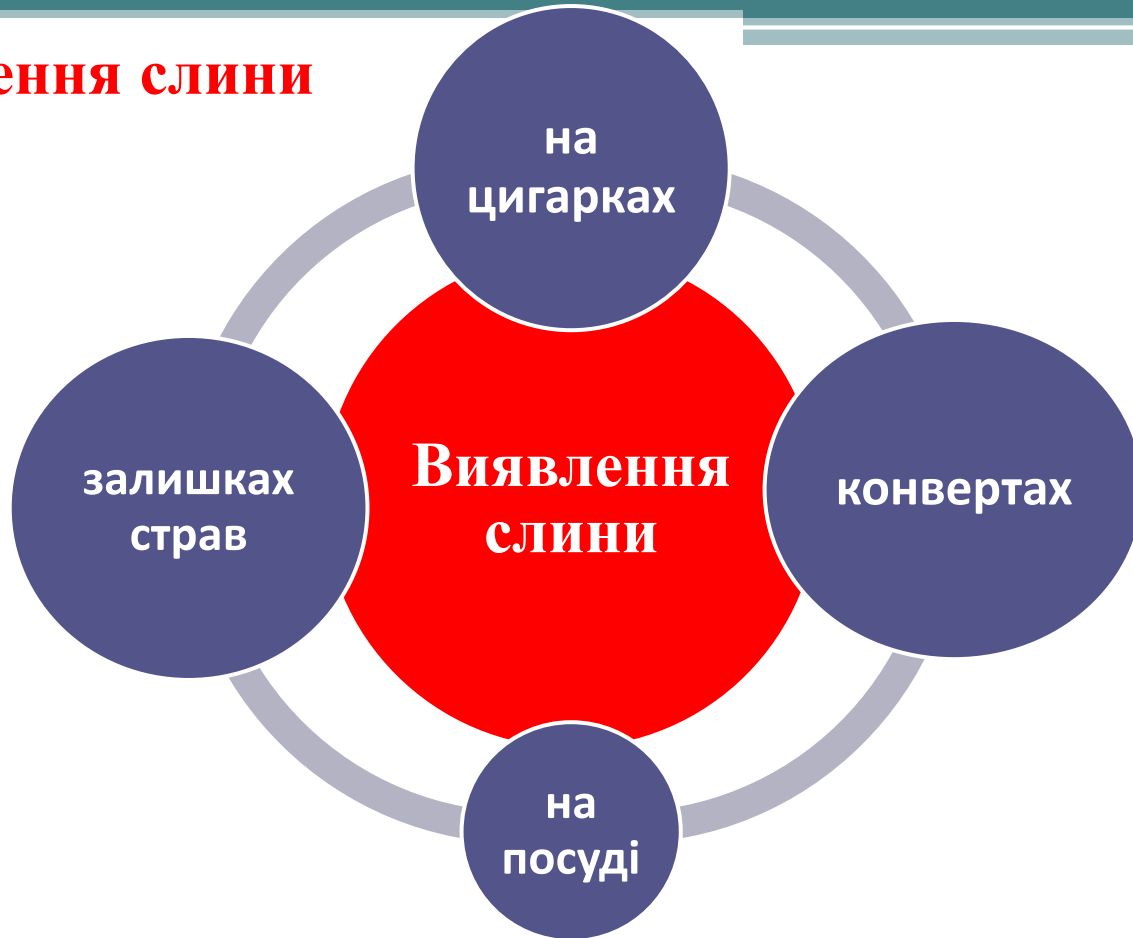 ення слини
на
цигарках
залишках
страв
Виявлення
слини
конвертах
на
посуді